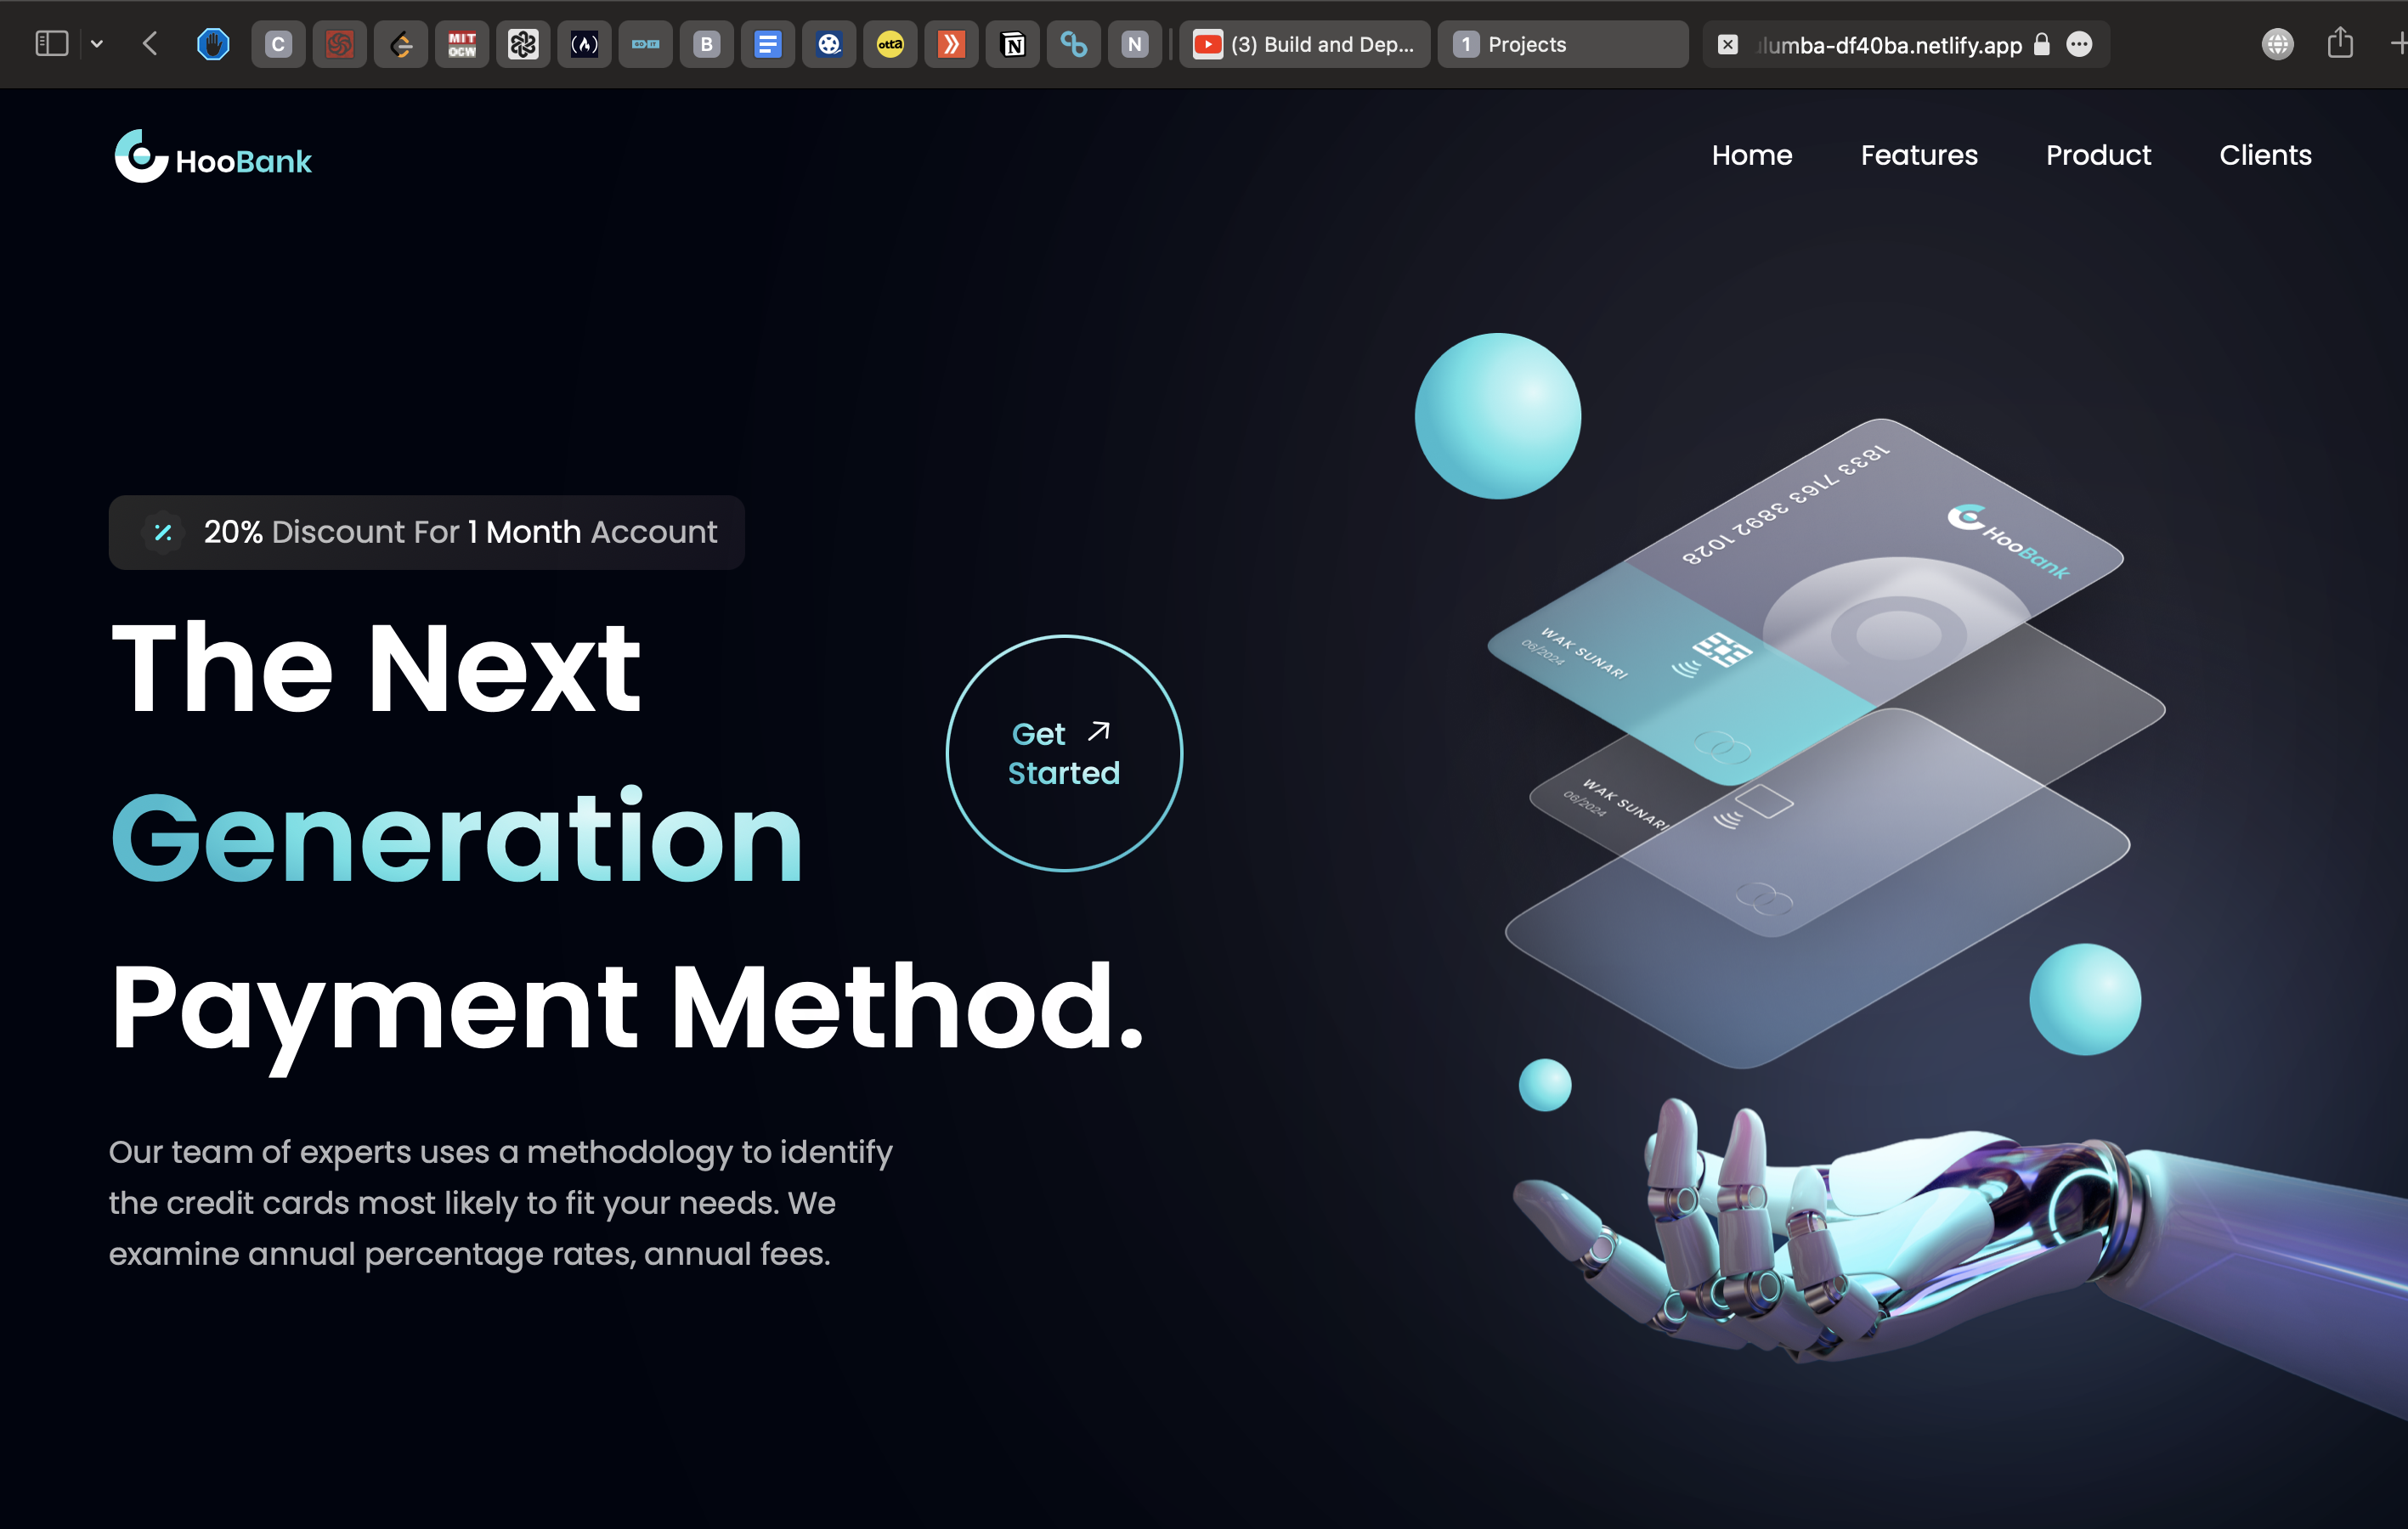 C
MIT
OCW
B
otta
N
N
(3) Build and Dep...
1 Projects
lumba-df40ba.netlify.app
HooBank
Home
Features
Product
Clients
20% Discount For 1 Month Account
The Next
Generation
Payment Method.
Get
Started
Our team of experts uses a methodology to identify
the credit cards most likely to fit your needs. We
examine annual percentage rates, annual fees.
1833 7163 3892 1028
HooBank
WAK SUNARI
06/2024
WAK SUNARI
06/2024